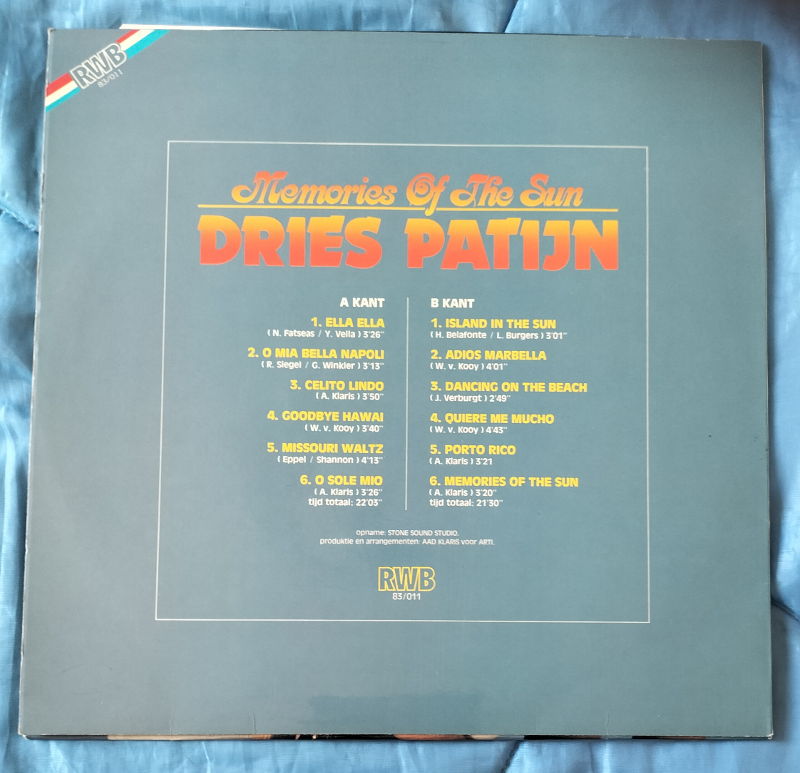 RWB
83/011
Memories Of The Sun
DRIES PATIJN
A KANT
1. ELLA ELLA
( N. Fatseas / Y. Vella ) 3'26"
2. O MIA BELLA NAPOLI
( R. Siegel / G. Winkler ) 3'13"
3. CELITO LINDO
( A. Klaris ) 3'50"
4. GOODBYE HAWAI
( W. v. Kooy ) 3'40"
5. MISSOURI WALTZ
( Eppel / Shannon ) 4'13"
6. O SOLE MIO
( A. Klaris ) 3'26"
tijd totaal: 22'03"
B KANT
1. ISLAND IN THE SUN
( H. Belafonte / L. Burgers ) 3'01"
2. ADIOS MARBELLA
( W. v. Kooy ) 4'01"
3. DANCING ON THE BEACH
( J. Verburgt ) 2'49"
4. QUIERE ME MUCHO
( W. v. Kooy ) 4'43"
5. PORTO RICO
( A. Klaris ) 3'21
6. MEMORIES OF THE SUN
( A. Klaris ) 3'20"
tijd totaal: 21'30"
opname: STONE SOUND STUDIO.
produktie en arrangementen: AAD KLARIS voor ARTI.
RWB
83/011